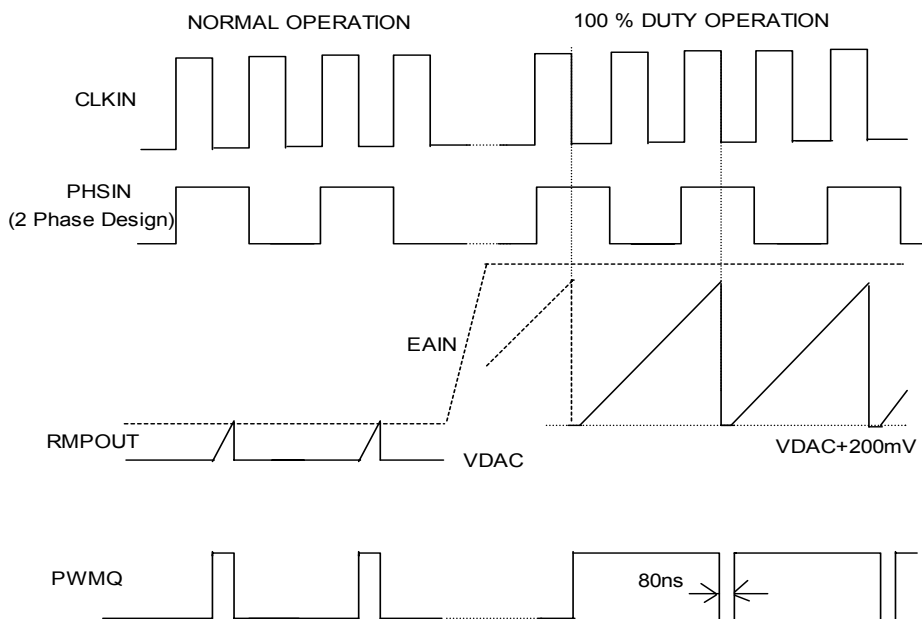 NORMAL OPERATION
100 % DUTY OPERATION
CLKIN
PHSIN
(2 Phase Design)
EAIN
RMPOUT
VDAC
VDAC+200mV
PWMQ
80ns